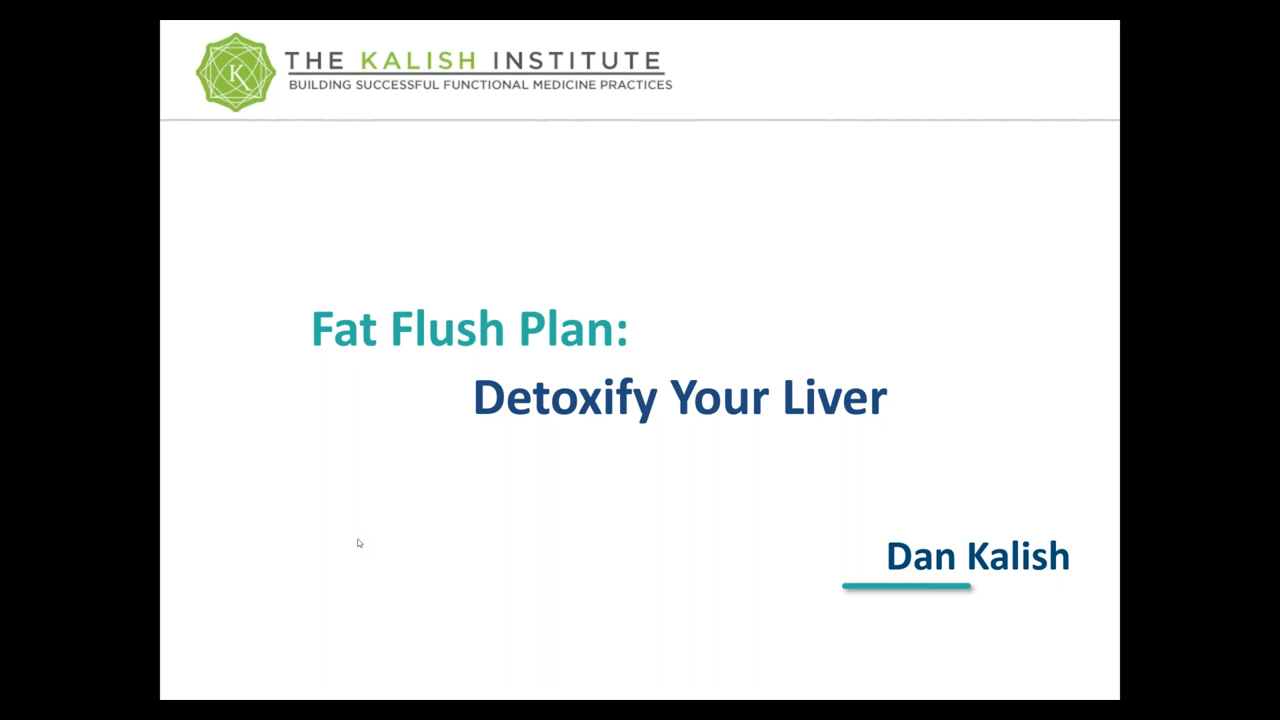 THE KALISH INSTITUTE
BUILDING SUCCESSFUL FUNCTIONAL MEDICINE PRACTICES
K
Fat Flush Plan:
Detoxify Your Liver
Dan Kalish